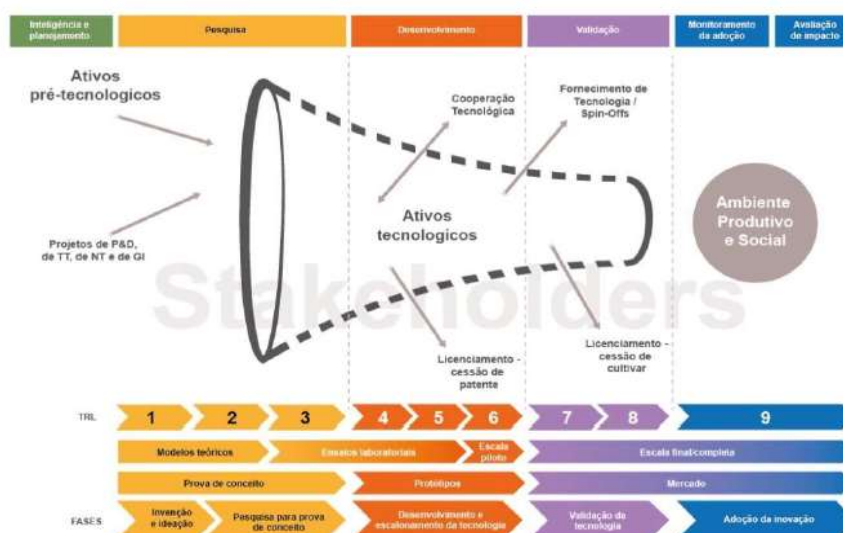 Inteligência e
planejamento
Pesquisa
Desenvolvimento
Validação
Monitoramento
da adoção
Avaliação
de impacto
Ativos
pré-tecnologicos
Cooperação
Tecnológica
Fornecimento de
Tecnologia /
Spin-Offs
Projetos de P&D,
de TT, de NT e de GI
Ativos
tecnologicos
Ambiente
Produtivo
e Social
Stakeholders
Licenciamento -
cessão de
patente
Licenciamento -
cessão de
cultivar
TRL
1
2
3
4
5
6
7
8
9
Modelos teóricos
Ensaios laboratoriais
Escala
piloto
Escala final/completa
Prova de conceito
Protótipos
Mercado
FASES
Invenção
e ideação
Pesquisa para prova
de conceito
Desenvolvimento e
escalonamento da tecnologia
Validação da
tecnologia
Adoção da inovação